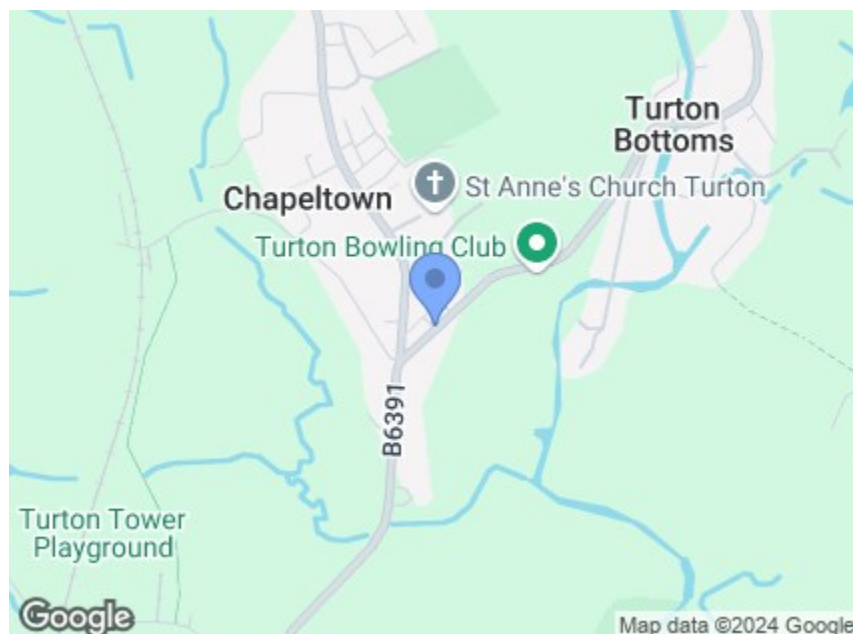 Turton
Bottoms
St Anne's Church Turton
Chapeltown
Turton Bowling Club
B6391
Turton Tower
Playground
Google
Map data ©2024 Google